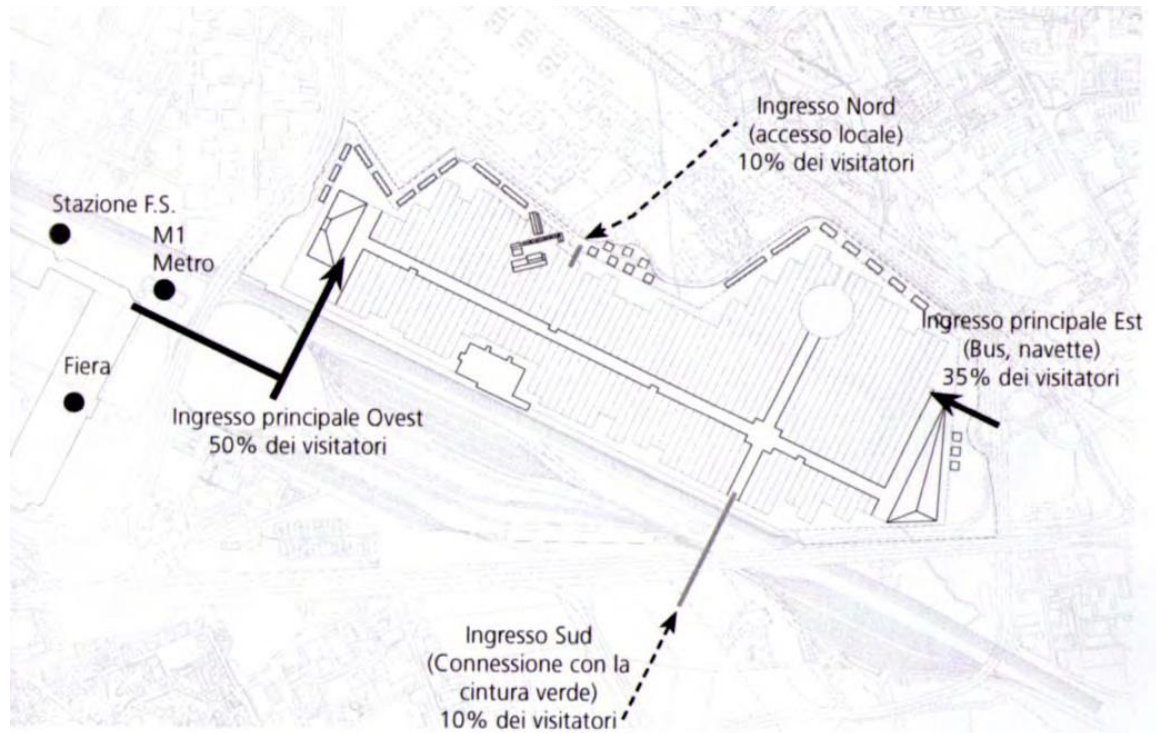 Ingresso Nord
(accesso locale)
10% dei visitatori
Stazione F.S.
M1
Metro
Fiera
Ingresso principale Ovest
50% dei visitatori
Ingresso principale Est
(Bus, navette)
35% dei visitatori
Ingresso Sud
(Connessione con la
cintura verde)
10% dei visitatori